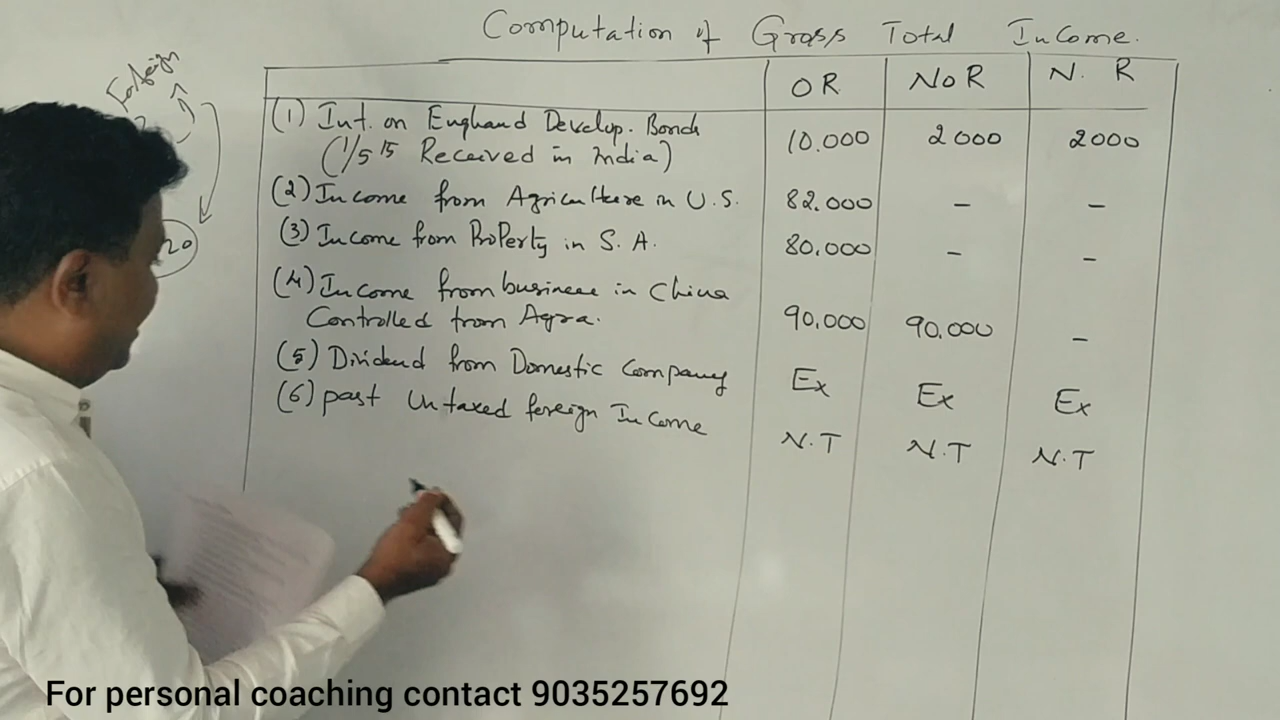 Computation of Gross Total Income.
Foreign
20
OR NOR N. R
(1) Int. on England Develop. Bonds 10.000 2000 2000
(1/5 15 Received in India)
(2) Income from Agriculture in U.S. 82.000 - -
(3) Income from Property in S. A. 80.000 - -
(4) Income from business in China
Controlled from Agra. 90.000 90.000 -
(5) Dividend from Domestic Company Ex Ex Ex
(6) past Untaxed foreign Income N.T N.T N.T
For personal coaching contact 9035257692